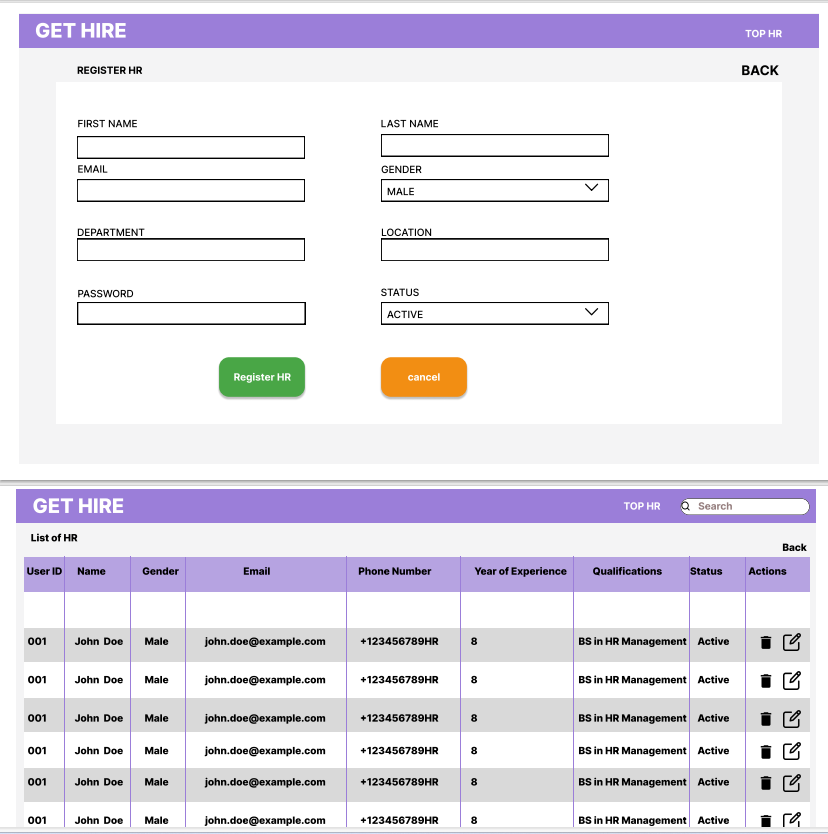 GET HIRE
TOP HR
REGISTER HR
BACK
FIRST NAME
LAST NAME
EMAIL
GENDER
MALE
DEPARTMENT
LOCATION
PASSWORD
STATUS
ACTIVE
Register HR
cancel
GET HIRE
TOP HR
Search
List of HR
Back
User ID Name Gender Email Phone Number Year of Experience Qualifications Status Actions
001 John Doe Male john.doe@example.com +123456789HR 8 BS in HR Management Active
001 John Doe Male john.doe@example.com +123456789HR 8 BS in HR Management Active
001 John Doe Male john.doe@example.com +123456789HR 8 BS in HR Management Active
001 John Doe Male john.doe@example.com +123456789HR 8 BS in HR Management Active
001 John Doe Male john.doe@example.com +123456789HR 8 BS in HR Management Active
001 John Doe Male john.doe@example.com +123456789HR 8 BS in HR Management Active